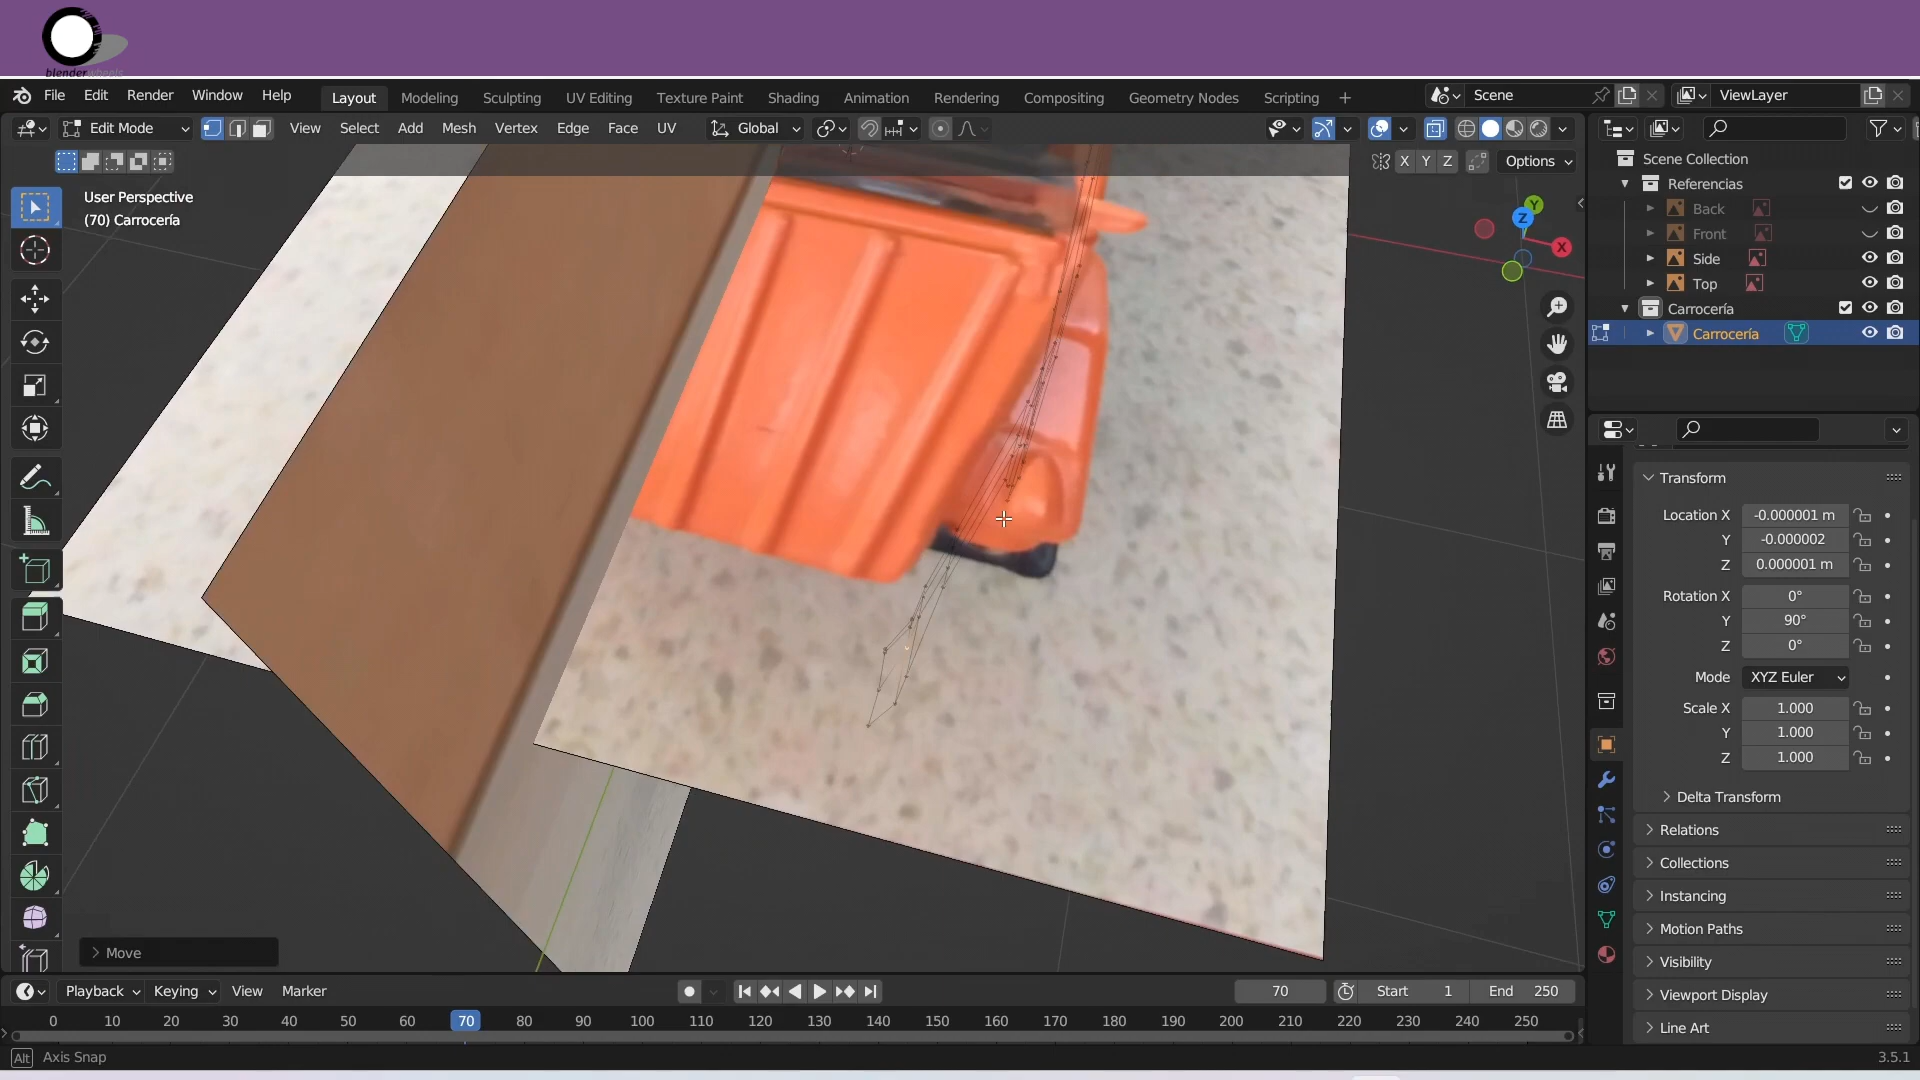 blenderwheels
File Edit Render Window Help Layout Modeling Sculpting UV Editing Texture Paint Shading Animation Rendering Compositing Geometry Nodes Scripting + Scene ViewLayer
Edit Mode View Select Add Mesh Vertex Edge Face UV Global
X Y Z Options
User Perspective
(70) Carrocería
Y
Z
X
Scene Collection
Referencias
Back
Front
Side
Top
Carrocería
Carrocería
Transform
Location X -0.000001 m
Y -0.000002
Z 0.000001 m
Rotation X 0°
Y 90°
Z 0°
Mode XYZ Euler
Scale X 1.000
Y 1.000
Z 1.000
Delta Transform
Relations
Collections
Instancing
Motion Paths
Visibility
Viewport Display
Line Art
Move
Playback Keying View Marker 70 Start 1 End 250
0 10 20 30 40 50 60 70 80 90 100 110 120 130 140 150 160 170 180 190 200 210 220 230 240 250
Alt Axis Snap 3.5.1